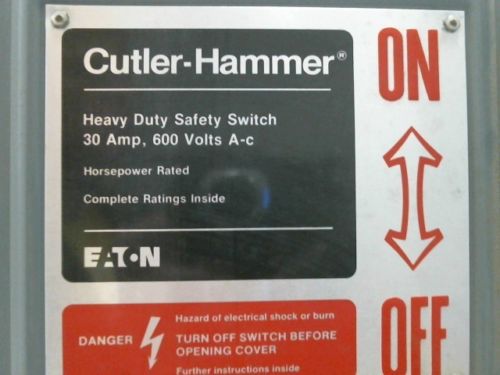 Cutler-Hammer®
ON
Heavy Duty Safety Switch
30 Amp, 600 Volts A-c
Horsepower Rated
Complete Ratings Inside
EATON
OFF
DANGER
Hazard of electrical shock or burn
TURN OFF SWITCH BEFORE
OPENING COVER
Further instructions inside